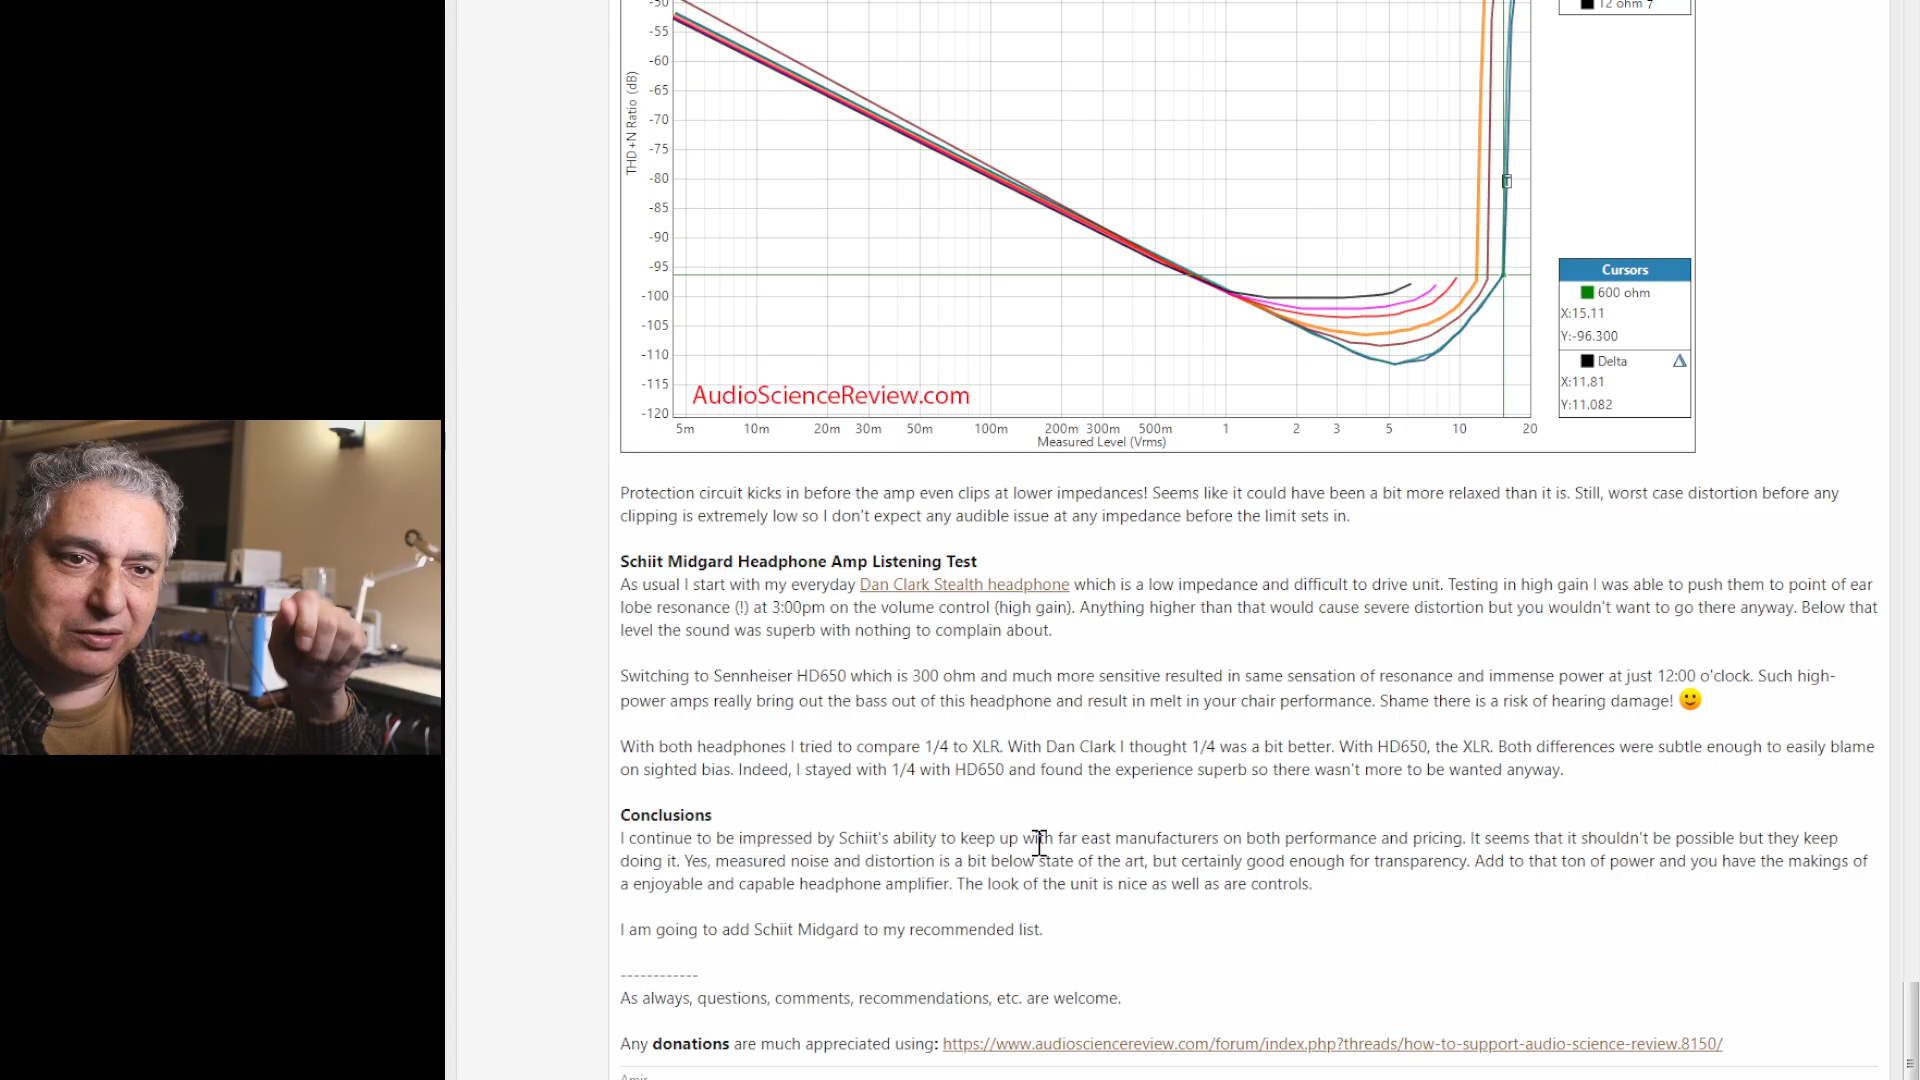 -50
12 ohm 7
-55
-60
-65
-70
-75
-80
-85
-90
-95
-100
-105
-110
-115
-120
THD+N Ratio (dB)
T
AudioScienceReview.com
5m 10m 20m 30m 50m 100m 200m 300m 500m 1 2 3 5 10 20
Measured Level (Vrms)
Cursors
600 ohm
X:15.11
Y:-96.300
Delta
X:11.81
Y:11.082
Protection circuit kicks in before the amp even clips at lower impedances! Seems like it could have been a bit more relaxed than it is. Still, worst case distortion before any
clipping is extremely low so I don't expect any audible issue at any impedance before the limit sets in.
Schiit Midgard Headphone Amp Listening Test
As usual I start with my everyday Dan Clark Stealth headphone which is a low impedance and difficult to drive unit. Testing in high gain I was able to push them to point of ear
lobe resonance (!) at 3:00pm on the volume control (high gain). Anything higher than that would cause severe distortion but you wouldn't want to go there anyway. Below that
level the sound was superb with nothing to complain about.
Switching to Sennheiser HD650 which is 300 ohm and much more sensitive resulted in same sensation of resonance and immense power at just 12:00 o'clock. Such high-
power amps really bring out the bass out of this headphone and result in melt in your chair performance. Shame there is a risk of hearing damage!
With both headphones I tried to compare 1/4 to XLR. With Dan Clark I thought 1/4 was a bit better. With HD650, the XLR. Both differences were subtle enough to easily blame
on sighted bias. Indeed, I stayed with 1/4 with HD650 and found the experience superb so there wasn't more to be wanted anyway.
Conclusions
I continue to be impressed by Schiit's ability to keep up with far east manufacturers on both performance and pricing. It seems that it shouldn't be possible but they keep
doing it. Yes, measured noise and distortion is a bit below state of the art, but certainly good enough for transparency. Add to that ton of power and you have the makings of
a enjoyable and capable headphone amplifier. The look of the unit is nice as well as are controls.
I am going to add Schiit Midgard to my recommended list.
------------
As always, questions, comments, recommendations, etc. are welcome.
Any donations are much appreciated using: https://www.audiosciencereview.com/forum/index.php?threads/how-to-support-audio-science-review.8150/
Amir